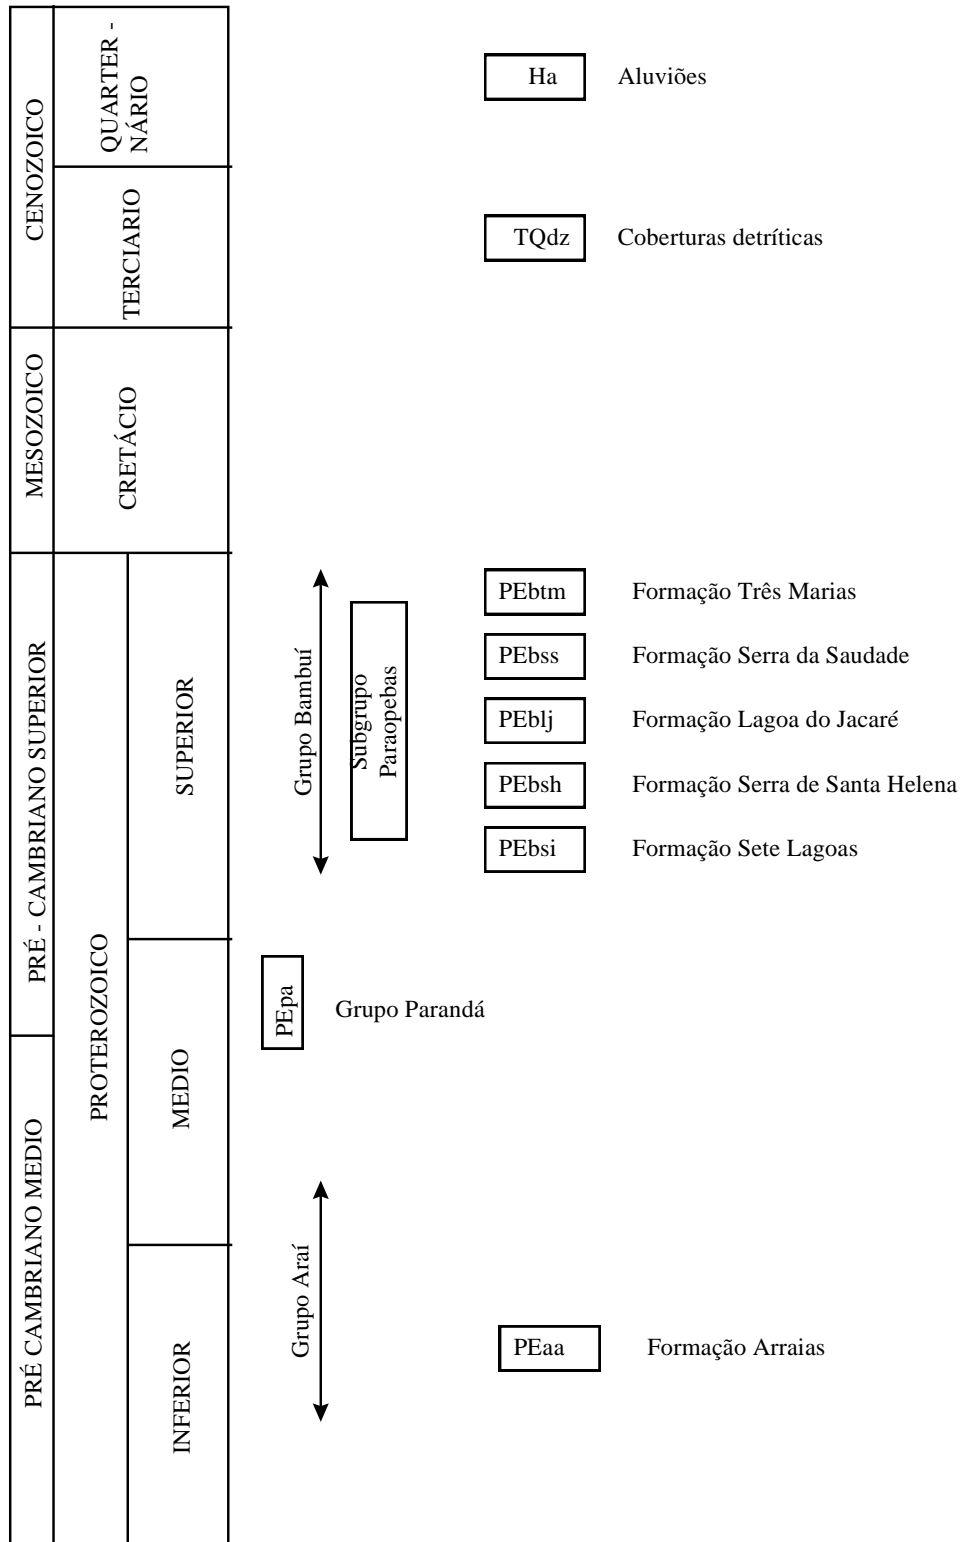 CENOZOICO
QUARTER -
NÁRIO
Ha
Aluviões
TERCIARIO
TQdz
Coberturas detríticas
MESOZOICO
CRETÁCIO
PRÉ - CAMBRIANO SUPERIOR
PROTEROZOICO
SUPERIOR
Grupo Bambuí
Subgrupo
Paraopebas
PEbtm
Formação Três Marias
PEbss
Formação Serra da Saudade
PEblj
Formação Lagoa do Jacaré
PEbsh
Formação Serra de Santa Helena
PEbsi
Formação Sete Lagoas
MEDIO
PEpa
Grupo Parandá
PRÉ CAMBRIANO MEDIO
Grupo Araí
INFERIOR
PEaa
Formação Arraias